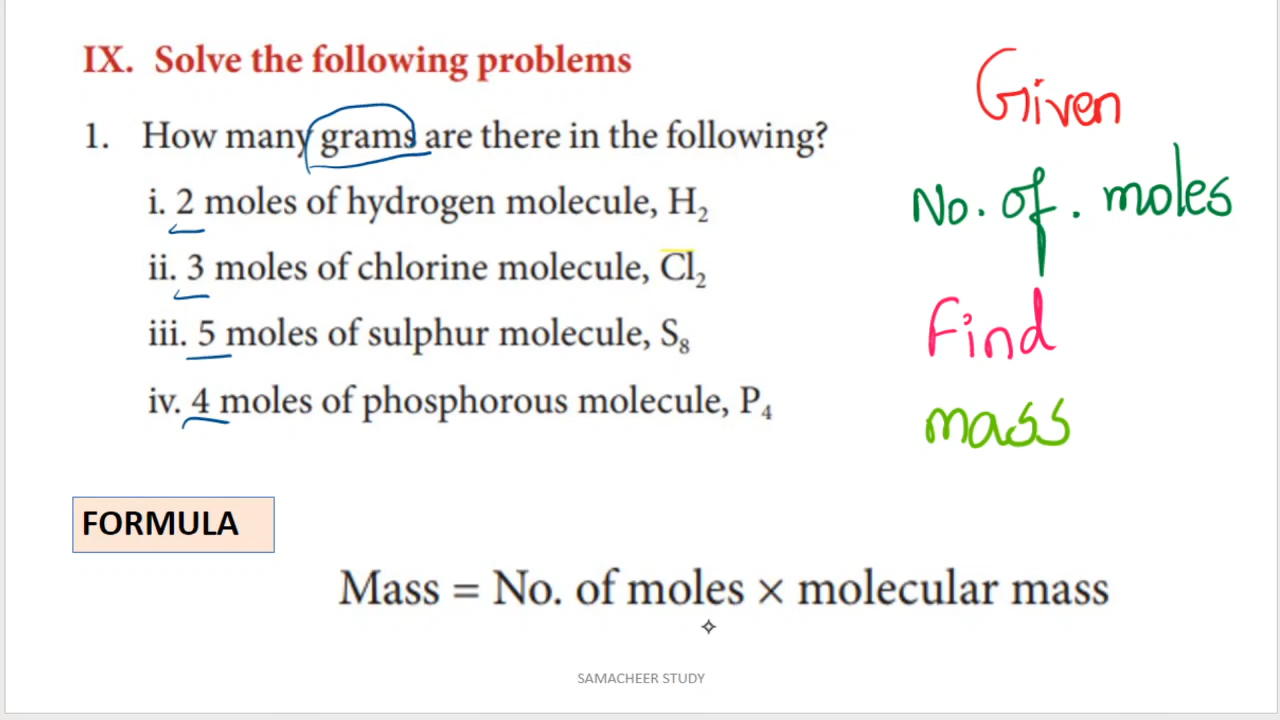 IX. Solve the following problems
1. How many grams are there in the following?
i. 2 moles of hydrogen molecule, H₂
ii. 3 moles of chlorine molecule, Cl₂
iii. 5 moles of sulphur molecule, S₈
iv. 4 moles of phosphorous molecule, P₄
Given
No. of. moles
Find
mass
FORMULA
Mass = No. of moles × molecular mass
SAMACHEER STUDY